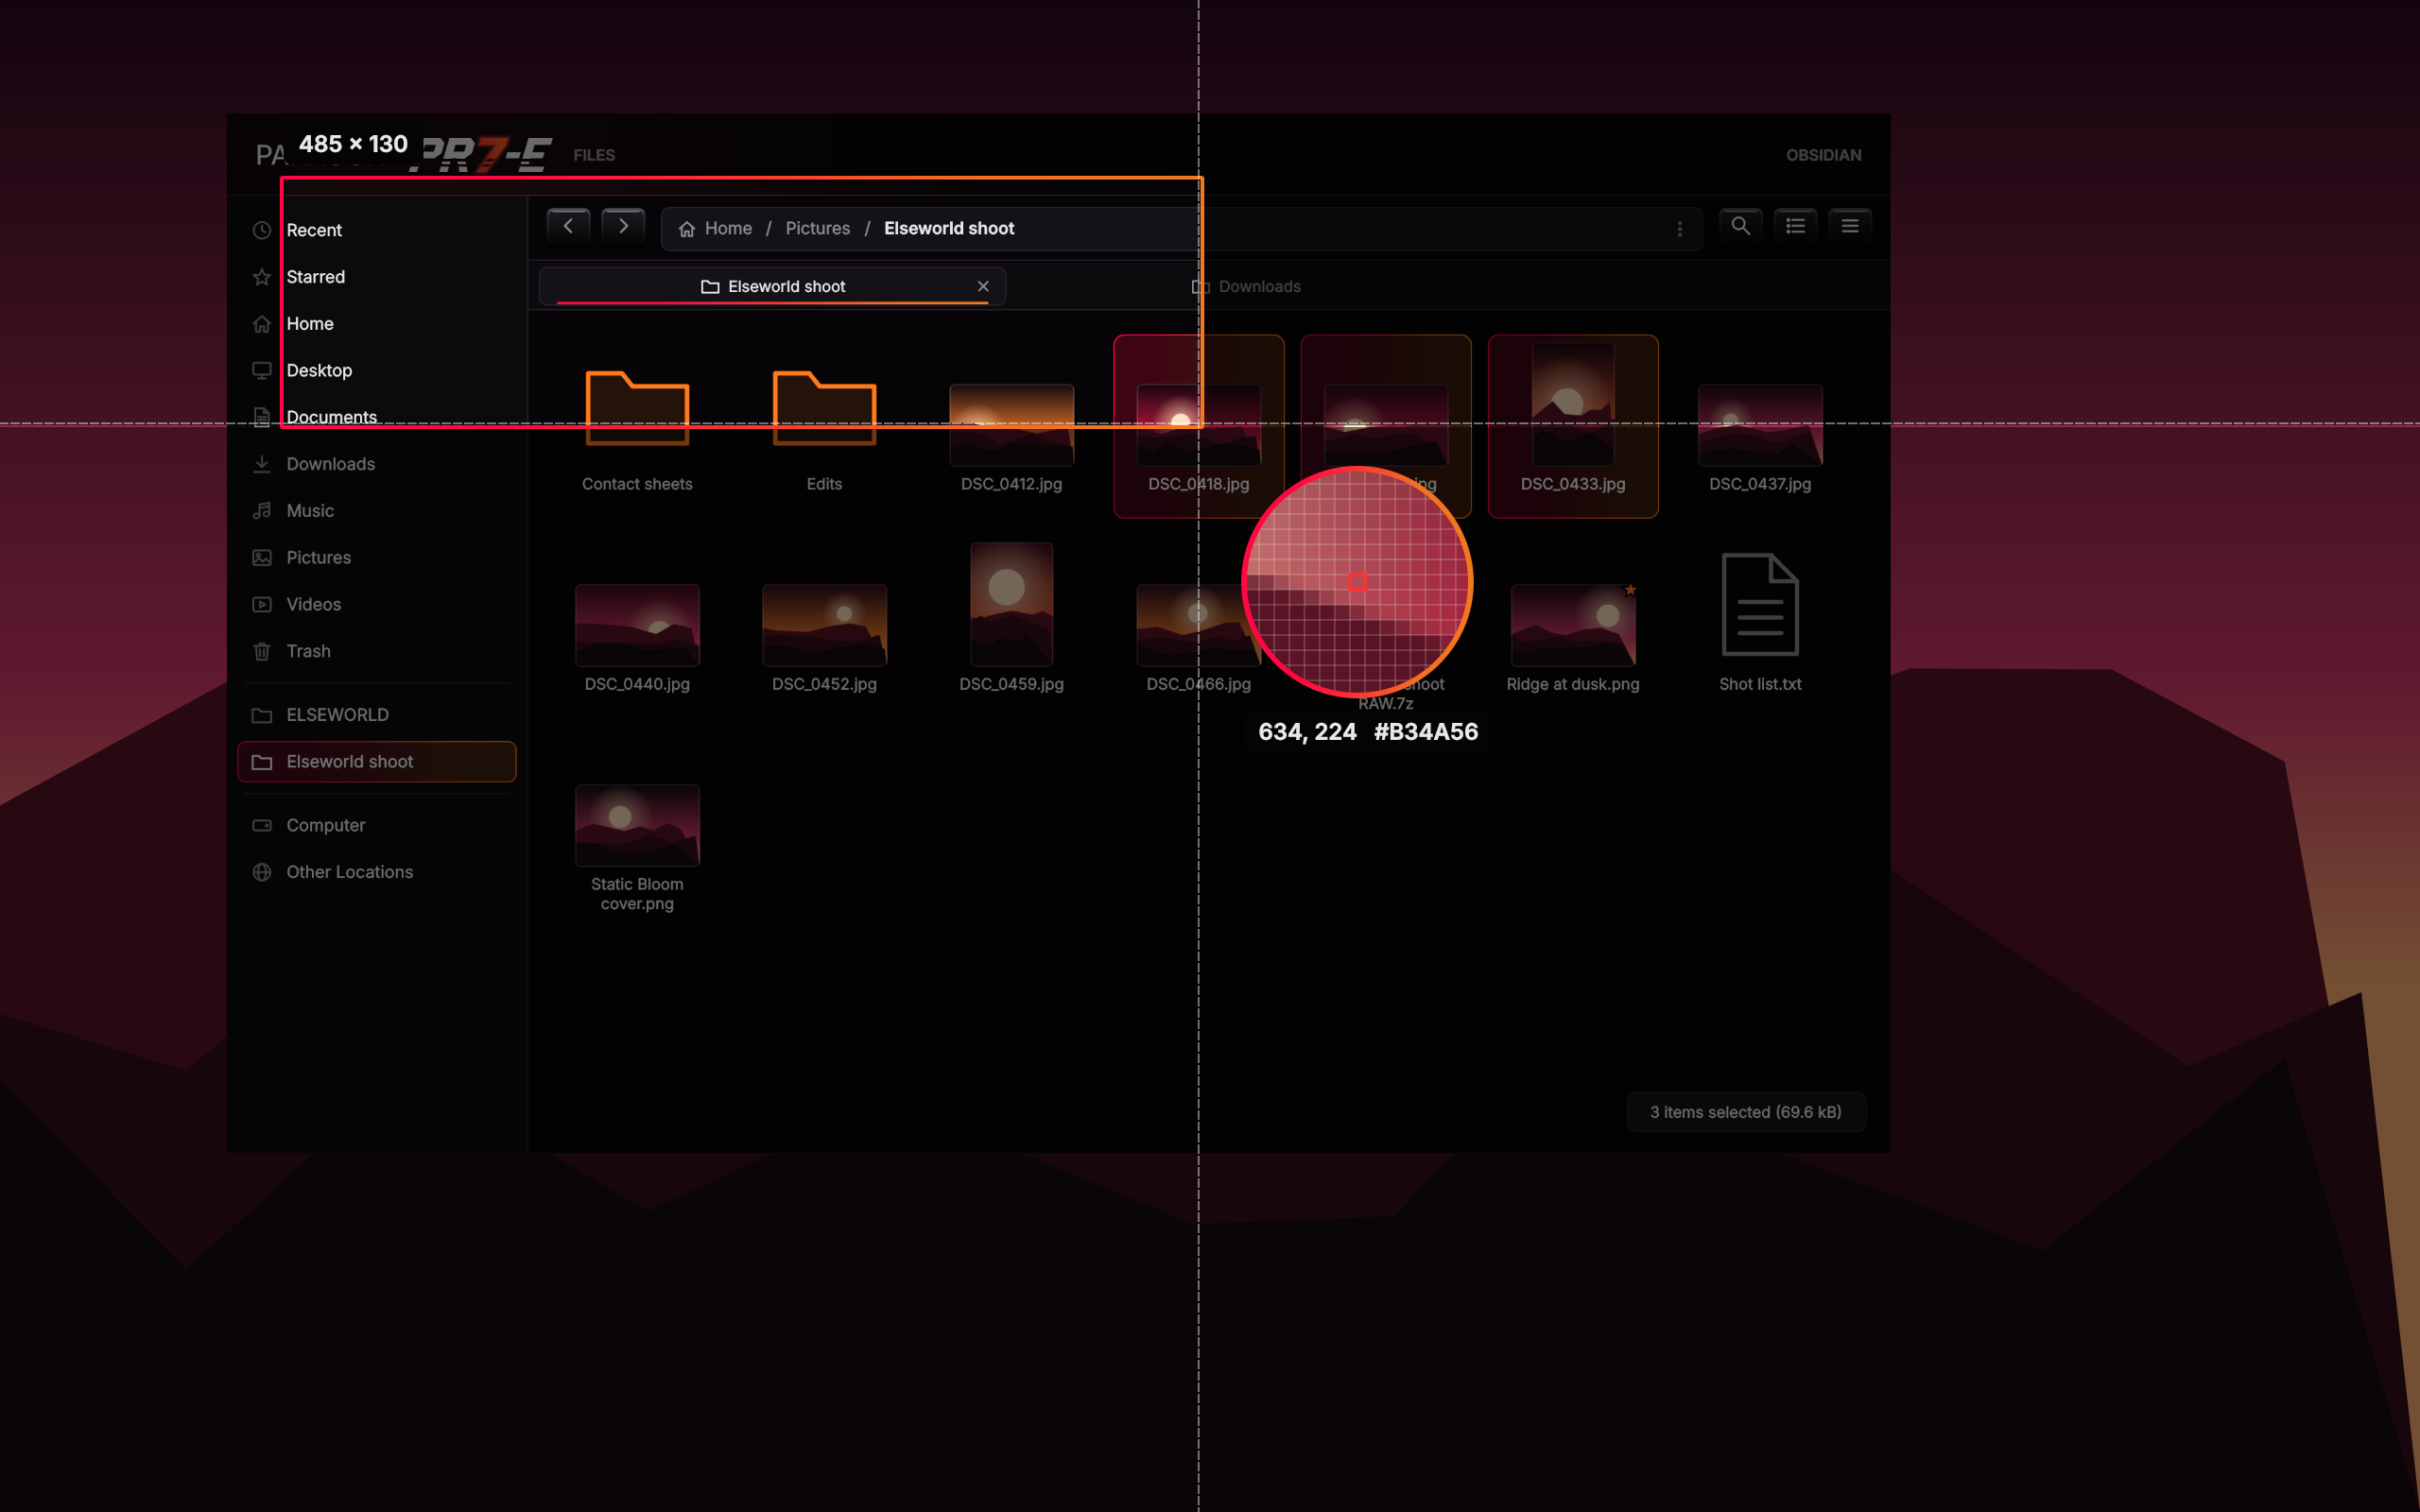 485 × 130
PR7-E
FILES
OBSIDIAN
Recent
Starred
Home
Desktop
Documents
Downloads
Music
Pictures
Videos
Trash
ELSEWORLD
Elseworld shoot
Computer
Other Locations
Home / Pictures / Elseworld shoot
Elseworld shoot
Downloads
Contact sheets
Edits
DSC_0412.jpg
DSC_0418.jpg
DSC_0433.jpg
DSC_0437.jpg
DSC_0440.jpg
DSC_0452.jpg
DSC_0459.jpg
DSC_0466.jpg
shoot
RAW.7z
Ridge at dusk.png
Shot list.txt
634, 224 #B34A56
Static Bloom
cover.png
3 items selected (69.6 kB)